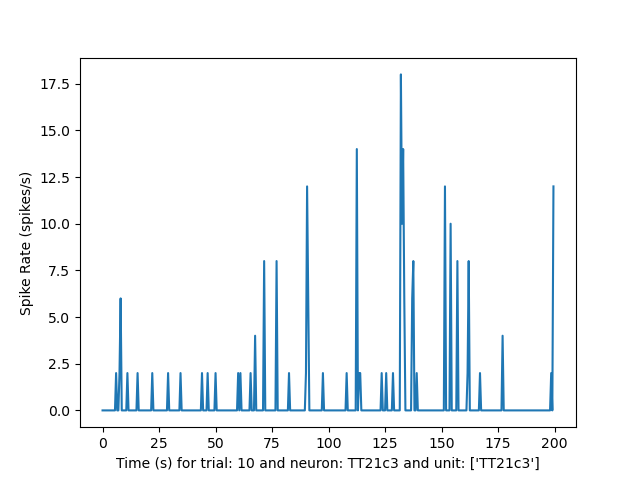 17.5
15.0
12.5
10.0
7.5
5.0
2.5
0.0
Spike Rate (spikes/s)
0 25 50 75 100 125 150 175 200
Time (s) for trial: 10 and neuron: TT21c3 and unit: ['TT21c3']